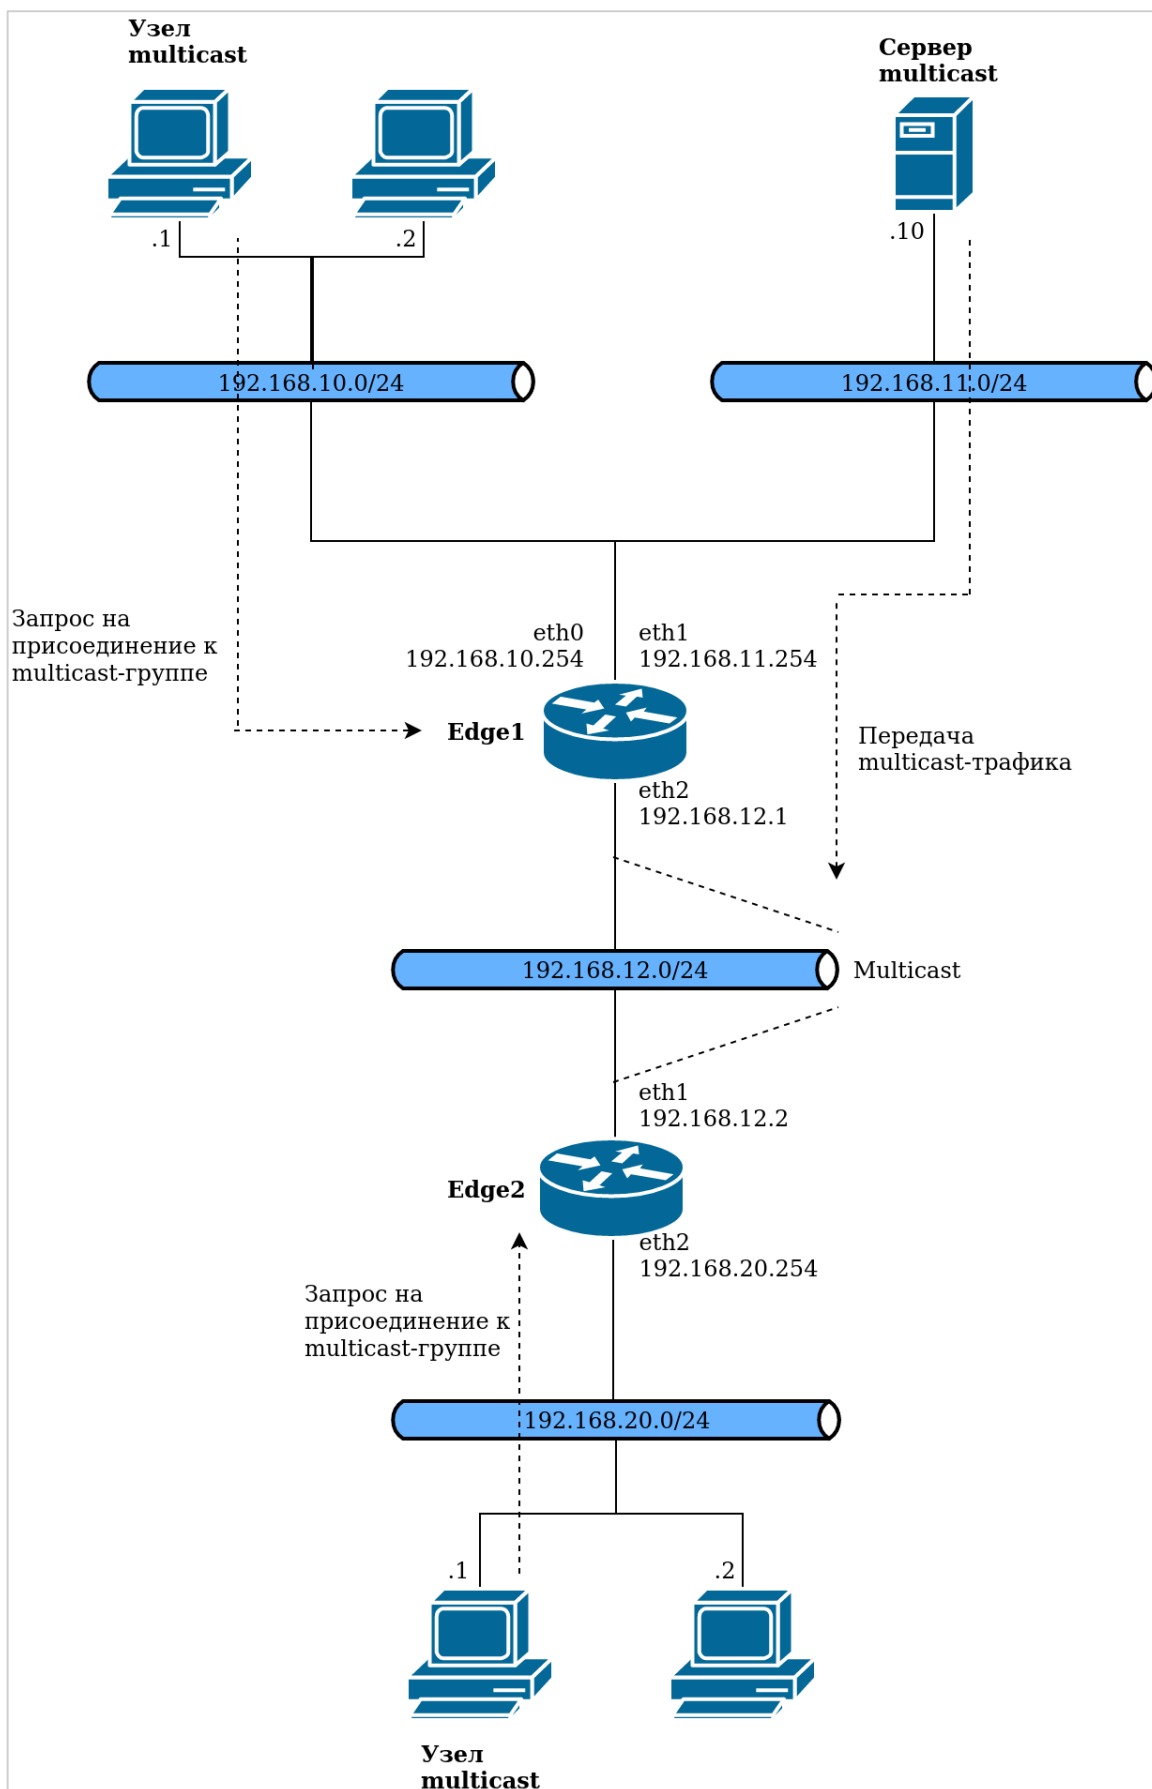 Узел
multicast
Сервер
multicast
.1
.2
.10
192.168.10.0/24
192.168.11.0/24
Запрос на
присоединение к
multicast-группе
eth0
192.168.10.254
eth1
192.168.11.254
Edge1
Передача
multicast-трафика
eth2
192.168.12.1
192.168.12.0/24
Multicast
eth1
192.168.12.2
Edge2
eth2
192.168.20.254
Запрос на
присоединение к
multicast-группе
192.168.20.0/24
.1
.2
Узел
multicast